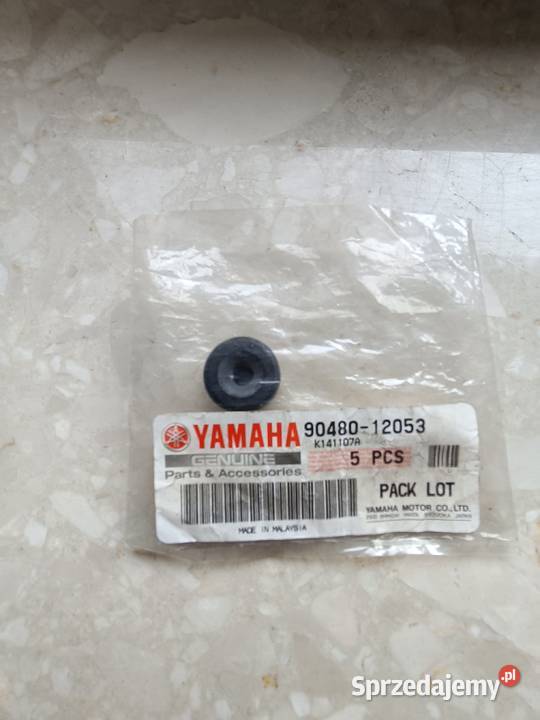 YAMAHA 90480-12053
K141107A
GENUINE 5 PCS
Parts & Accessories
PACK LOT
YAMAHA MOTOR CO.,LTD.
MADE IN MALAYSIA
Sprzedajemy.pl